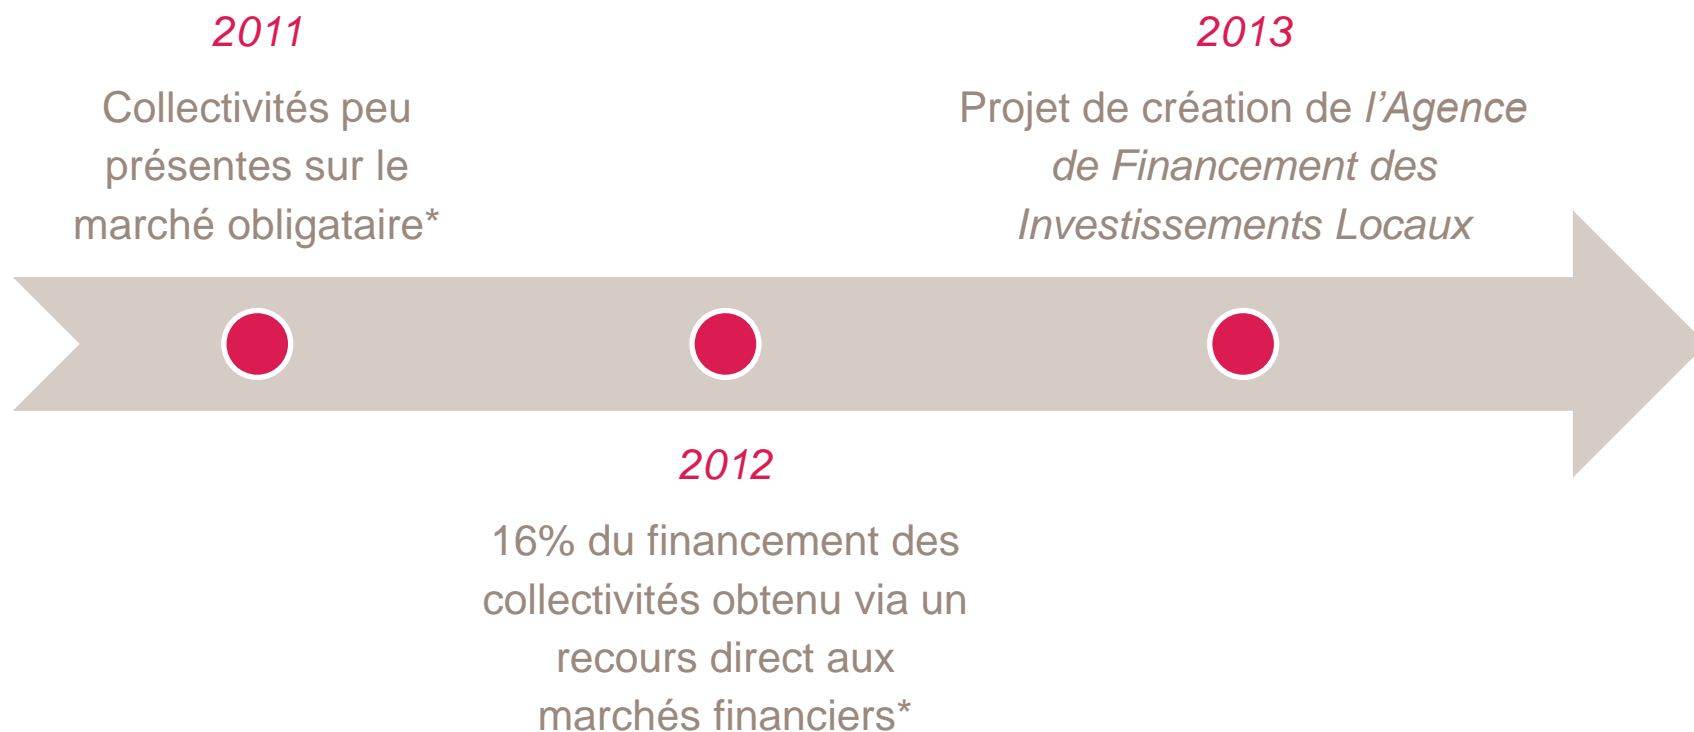 2011
Collectivités peu
présentes sur le
marché obligataire*
2012
16% du financement des
collectivités obtenu via un
recours direct aux
marchés financiers*
2013
Projet de création de l’Agence
de Financement des
Investissements Locaux